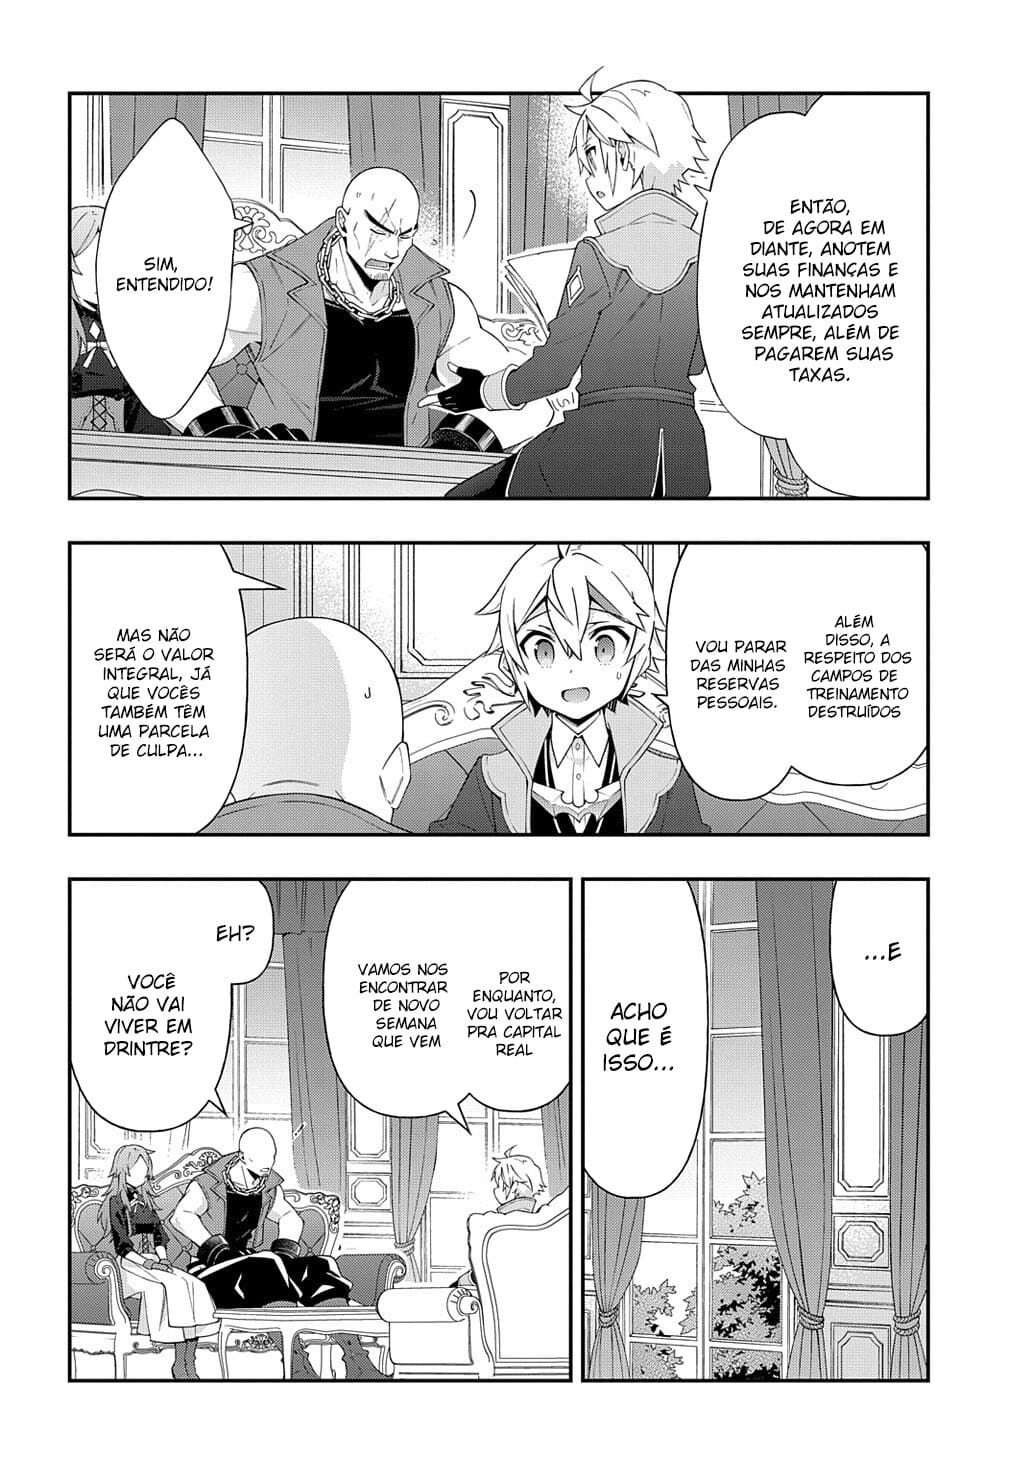 ENTÃO,
DE AGORA EM
DIANTE, ANOTEM
SUAS FINANÇAS E
NOS MANTENHAM
ATUALIZADOS
SEMPRE, ALÉM DE
PAGAREM SUAS
TAXAS.
SIM,
ENTENDIDO!
ALÉM
DISSO, A
RESPEITO DOS
CAMPOS DE
TREINAMENTO
DESTRUÍDOS
VOU PARAR
DAS MINHAS
RESERVAS
PESSOAIS.
MAS NÃO
SERÁ O VALOR
INTEGRAL, JÁ
QUE VOCÊS
TAMBÉM TÊM
UMA PARCELA
DE CULPA...
...E
ACHO
QUE É
ISSO...
POR
ENQUANTO,
VOU VOLTAR
PRA CAPITAL
REAL
VAMOS NOS
ENCONTRAR
DE NOVO
SEMANA
QUE VEM
EH?
VOCÊ
NÃO VAI
VIVER EM
DRINTRE?